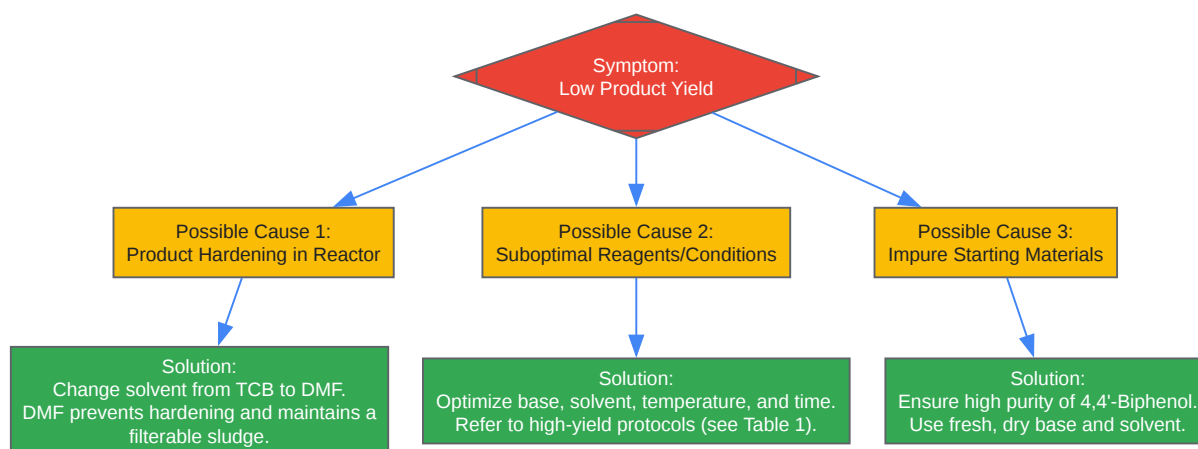 Symptom:
Low Product Yield
Possible Cause 1:
Product Hardening in Reactor
Possible Cause 2:
Suboptimal Reagents/Conditions
Possible Cause 3:
Impure Starting Materials
Solution:
Change solvent from TCB to DMF.
DMF prevents hardening and maintains a
filterable sludge.
Solution:
Optimize base, solvent, temperature, and time.
Refer to high-yield protocols (see Table 1).
Solution:
Ensure high purity of 4,4'-Biphenol.
Use fresh, dry base and solvent.